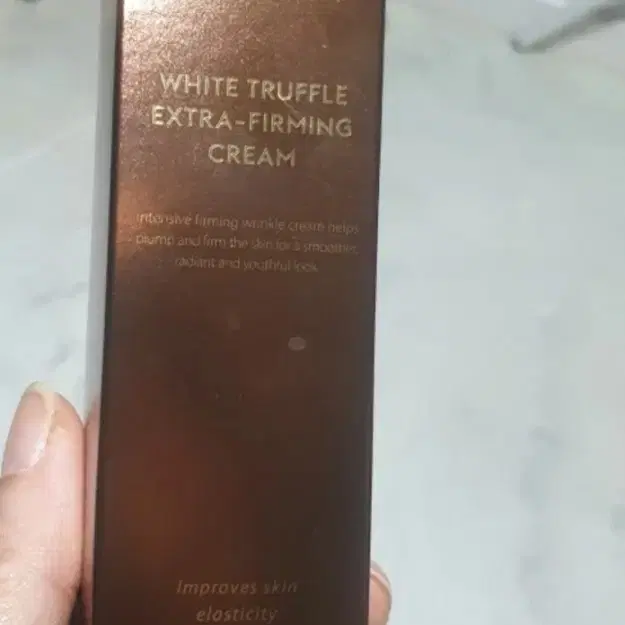 WHITE TRUFFLE
EXTRA-FIRMING
CREAM
intensive firming wrinkle cream helps
plump and firm the skin for a smoother,
radiant and youthful look.
Improves skin
elasticity